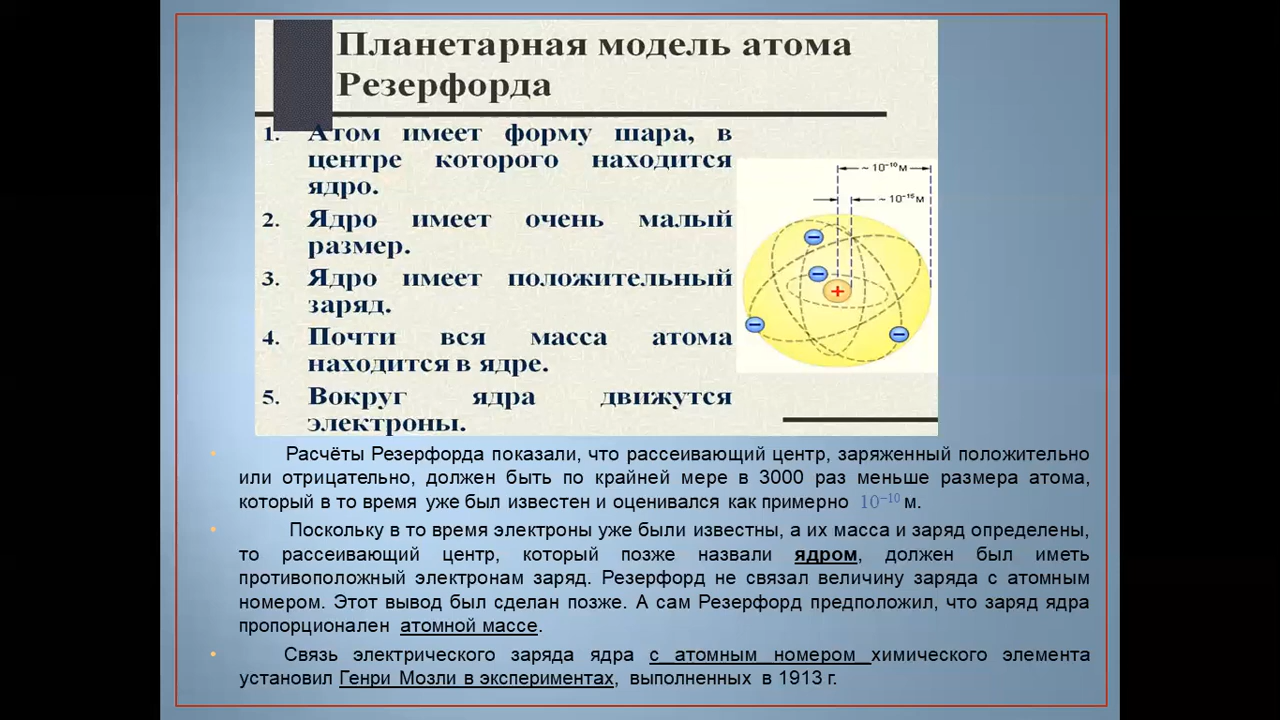 Планетарная модель атома
Резерфорда
1. Атом имеет форму шара, в
центре которого находится
ядро.
2. Ядро имеет очень малый
размер.
3. Ядро имеет положительный
заряд.
4. Почти вся масса атома
находится в ядре.
5. Вокруг ядра движутся
электроны.
~ 10⁻¹⁰ м
~ 10⁻¹⁵ м
−
−
+
−
−
• Расчёты Резерфорда показали, что рассеивающий центр, заряженный положительно
или отрицательно, должен быть по крайней мере в 3000 раз меньше размера атома,
который в то время уже был известен и оценивался как примерно 10⁻¹⁰ м.
• Поскольку в то время электроны уже были известны, а их масса и заряд определены,
то рассеивающий центр, который позже назвали ядром, должен был иметь
противоположный электронам заряд. Резерфорд не связал величину заряда с атомным
номером. Этот вывод был сделан позже. А сам Резерфорд предположил, что заряд ядра
пропорционален атомной массе.
• Связь электрического заряда ядра с атомным номером химического элемента
установил Генри Мозли в экспериментах, выполненных в 1913 г.